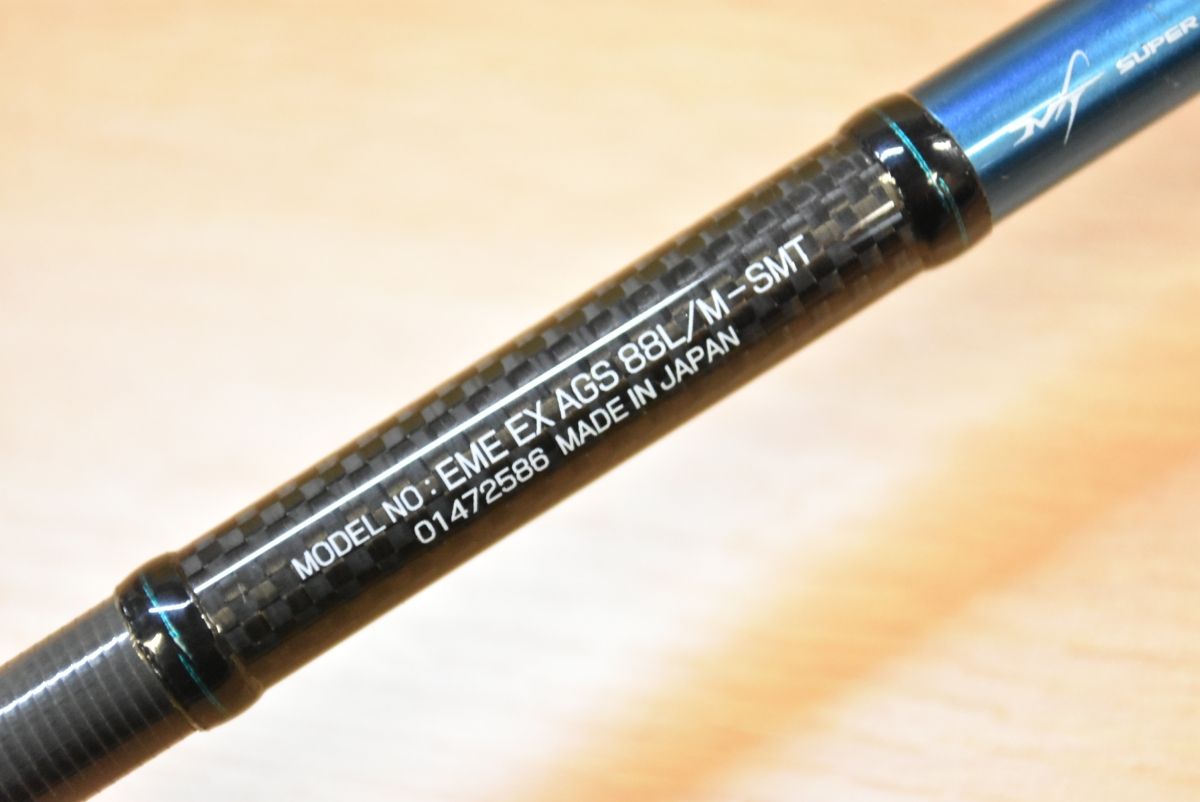 MODEL NO : EME EX AGS 88L/M-SMT
01472586 MADE IN JAPAN
SUPER